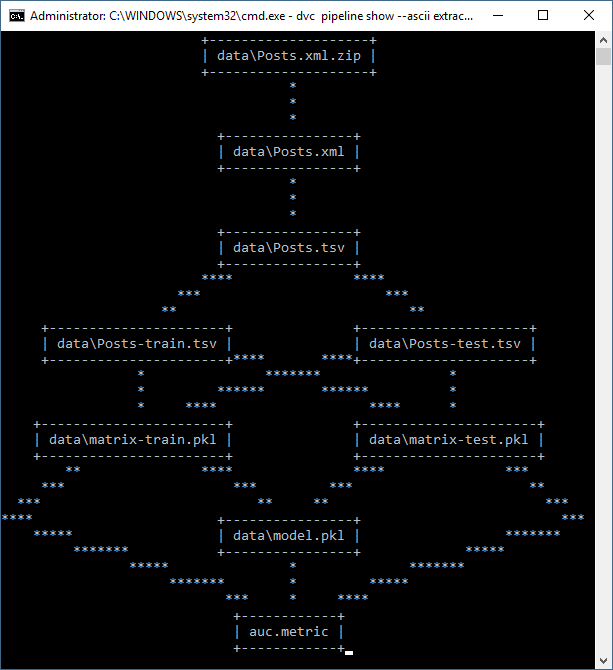 Administrator: C:\WINDOWS\system32\cmd.exe - dvc  pipeline show --ascii extrac...
data\Posts.xml.zip
data\Posts.xml
data\Posts.tsv
data\Posts-train.tsv
data\Posts-test.tsv
data\matrix-train.pkl
data\matrix-test.pkl
data\model.pkl
auc.metric